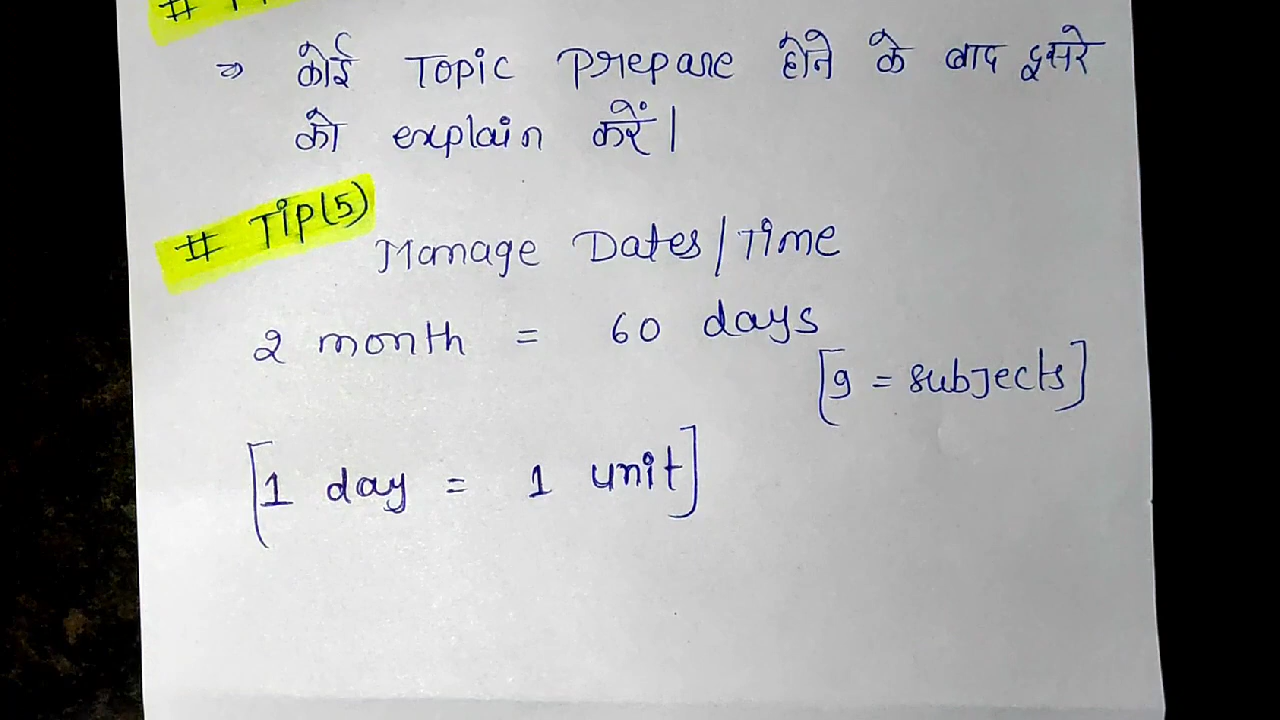 #
⇒ कोई Topic Prepare होने के बाद दुसरे
को explain करें।
# Tip(5)
Manage Dates/Time
2 month = 60 days
[9 = subjects]
[1 day = 1 unit]